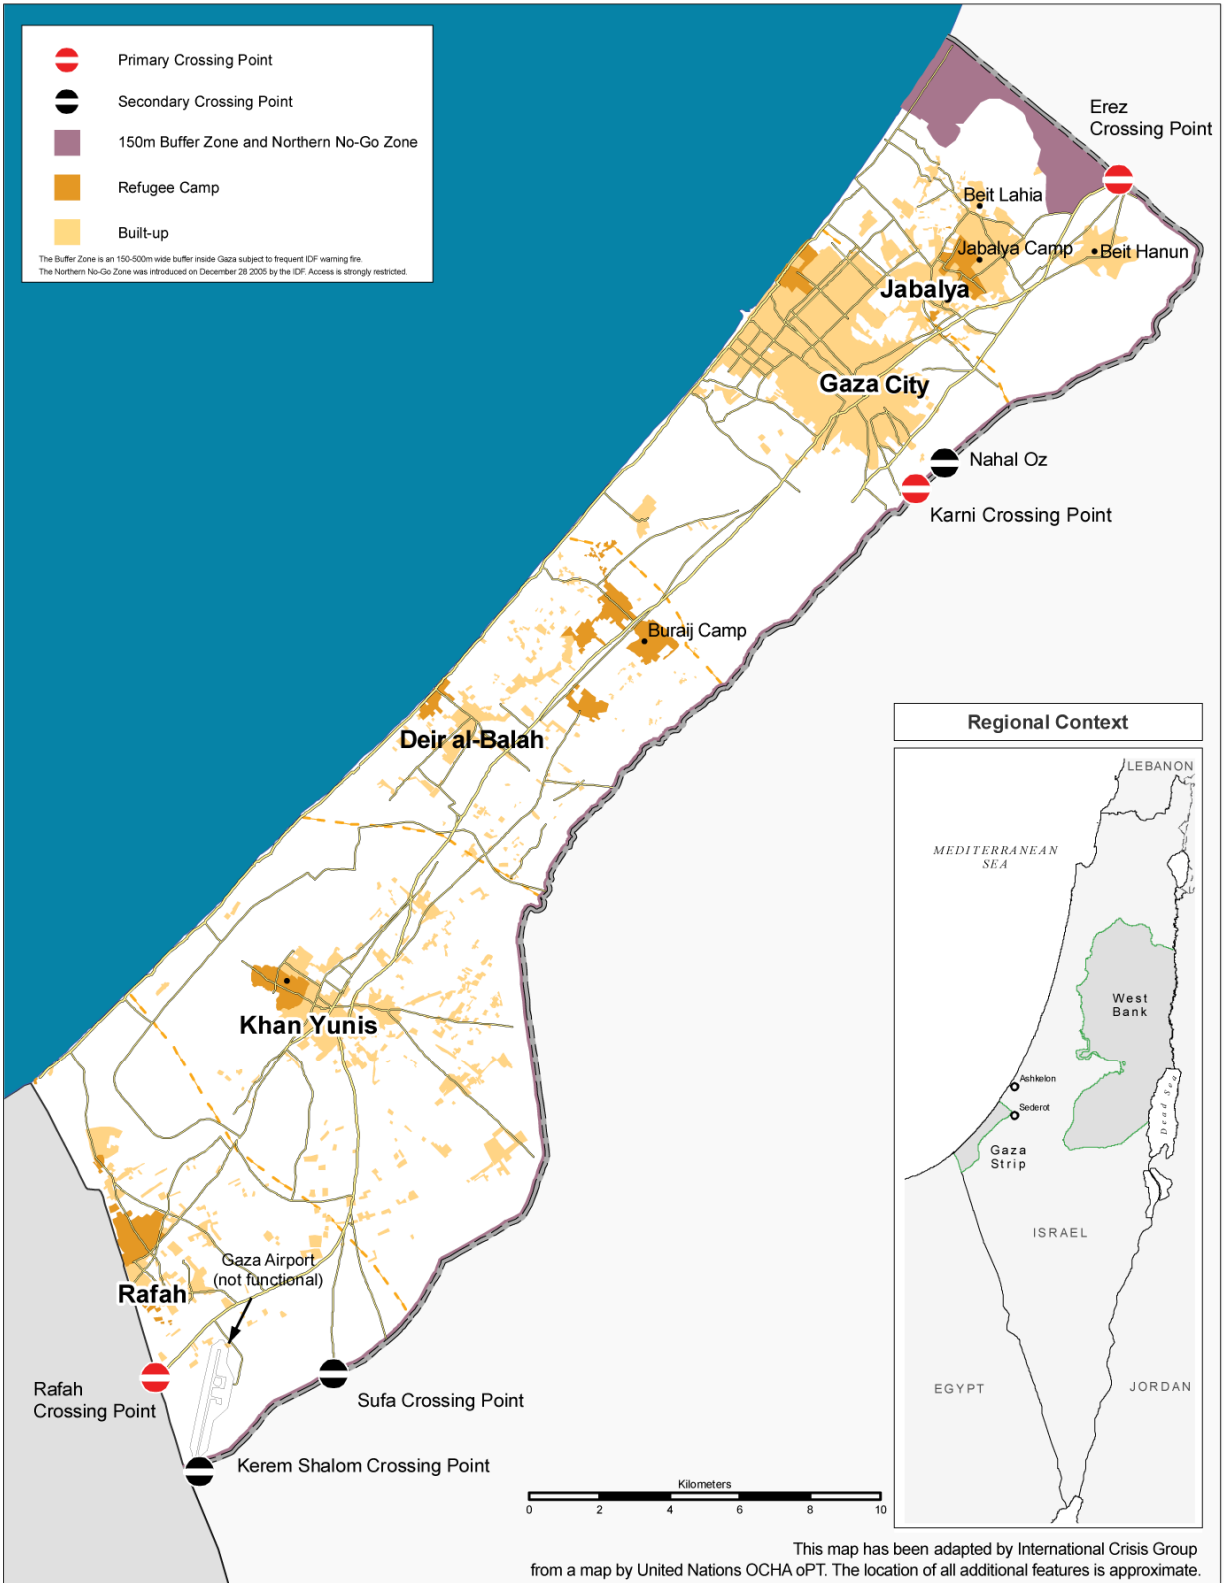 Primary Crossing Point
Secondary Crossing Point
150m Buffer Zone and Northern No-Go Zone
Refugee Camp
Built-up
The Buffer Zone is an 150-500m wide buffer inside Gaza subject to frequent IDF warning fire.
The Northern No-Go Zone was introduced on December 28 2005 by the IDF. Access is strongly restricted.
Erez
Crossing Point
Beit Lahia
Jabalya Camp
Beit Hanun
Jabalya
Gaza City
Nahal Oz
Karni Crossing Point
Buraij Camp
Deir al-Balah
Khan Yunis
Gaza Airport
(not functional)
Rafah
Rafah
Crossing Point
Sufa Crossing Point
Kerem Shalom Crossing Point
Regional Context
LEBANON
MEDITERRANEAN
SEA
West
Bank
Ashkelon
Sederot
Dead Sea
Gaza
Strip
ISRAEL
EGYPT
JORDAN
Kilometers
0 2 4 6 8 10
This map has been adapted by International Crisis Group
from a map by United Nations OCHA oPT. The location of all additional features is approximate.